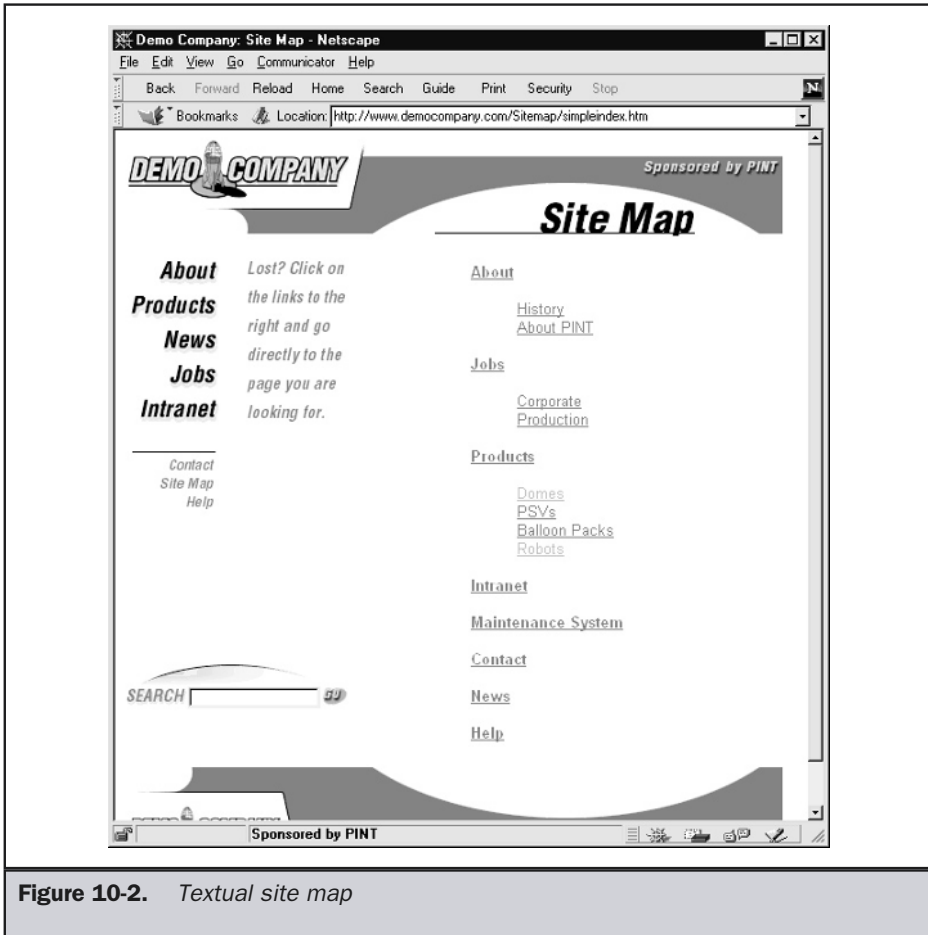 Demo Company: Site Map - Netscape
File Edit View Go Communicator Help
Back Forward Reload Home Search Guide Print Security Stop
N
Bookmarks Location: http://www.democompany.com/Sitemap/simpleindex.htm
DEMO COMPANY
Sponsored by PINT
Site Map
About
Products
News
Jobs
Intranet
Contact
Site Map
Help
Lost? Click on
the links to the
right and go
directly to the
page you are
looking for.
About
History
About PINT
Jobs
Corporate
Production
Products
Domes
PSVs
Balloon Packs
Robots
Intranet
Maintenance System
Contact
News
Help
SEARCH GO
Sponsored by PINT
Figure 10-2. Textual site map